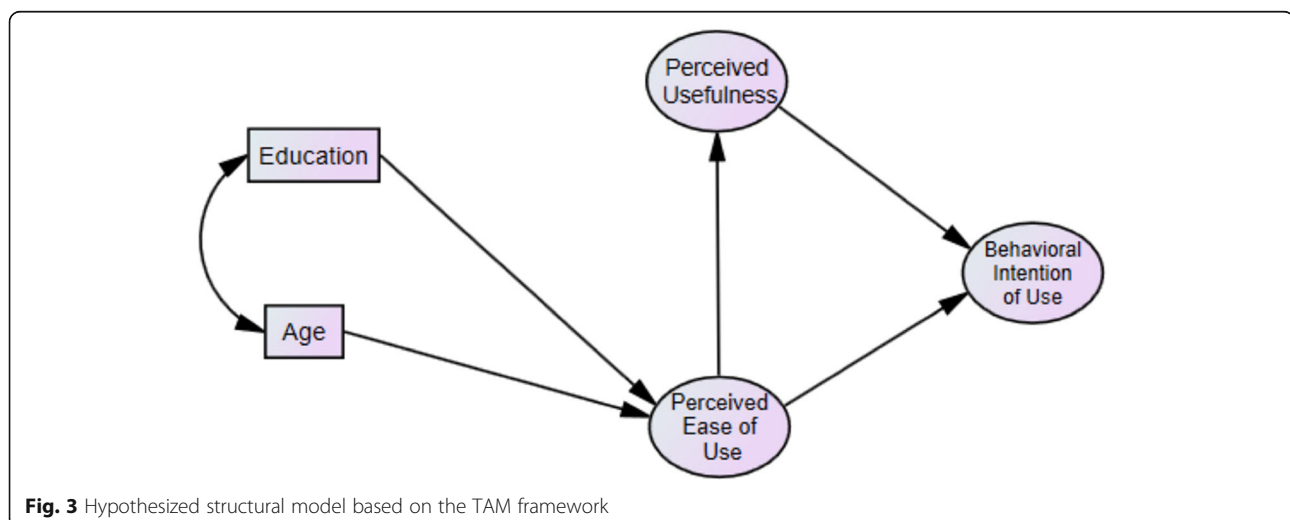 Perceived
Usefulness
Education
Behavioral
Intention
of Use
Age
Perceived
Ease of
Use
Fig. 3 Hypothesized structural model based on the TAM framework